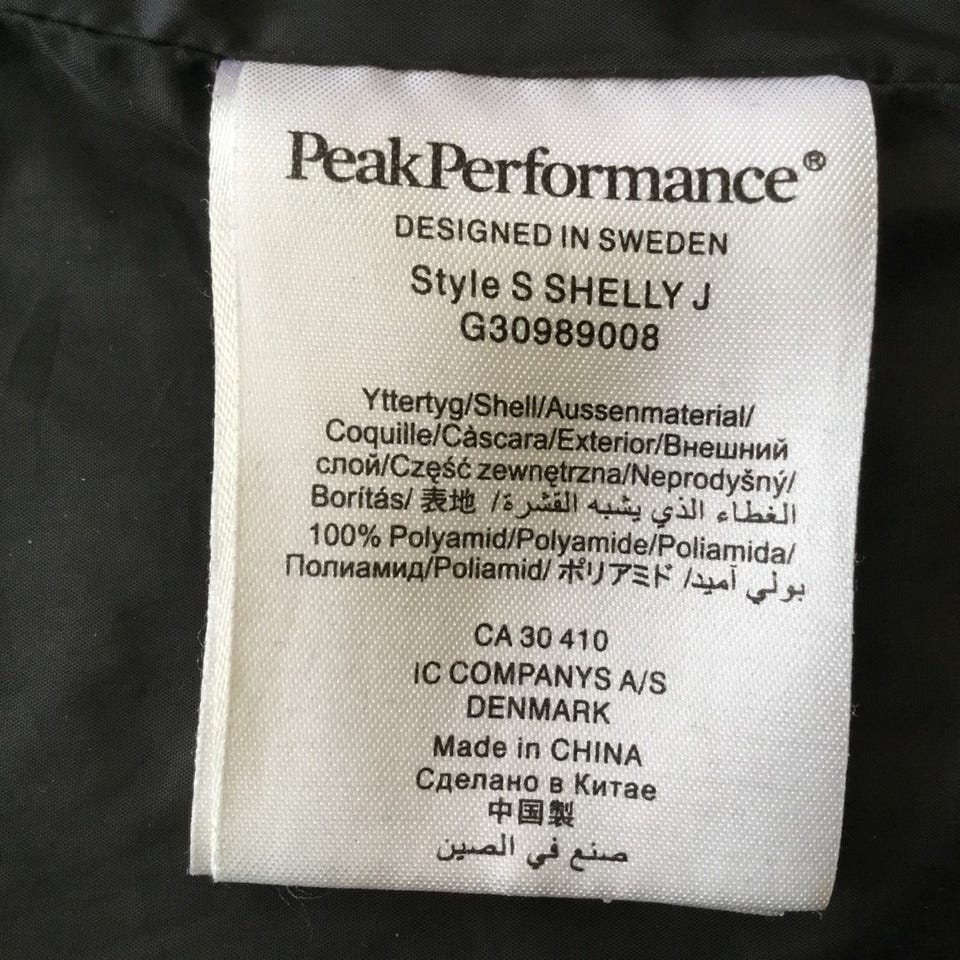 PeakPerformance®
DESIGNED IN SWEDEN
Style S SHELLY J
G30989008
Yttertyg/Shell/Aussenmaterial/
Coquille/Càscara/Exterior/Внешний
слой/Część zewnętrzna/Neprodyšný/
Borítás/ 表地 / الغطاء الذي يشبه القشرة
100% Polyamid/Polyamide/Poliamida/
Полиамид/Poliamid/ ポリアミド / بولي آميد
CA 30 410
IC COMPANYS A/S
DENMARK
Made in CHINA
Сделано в Китае
中国製
صنع في الصين